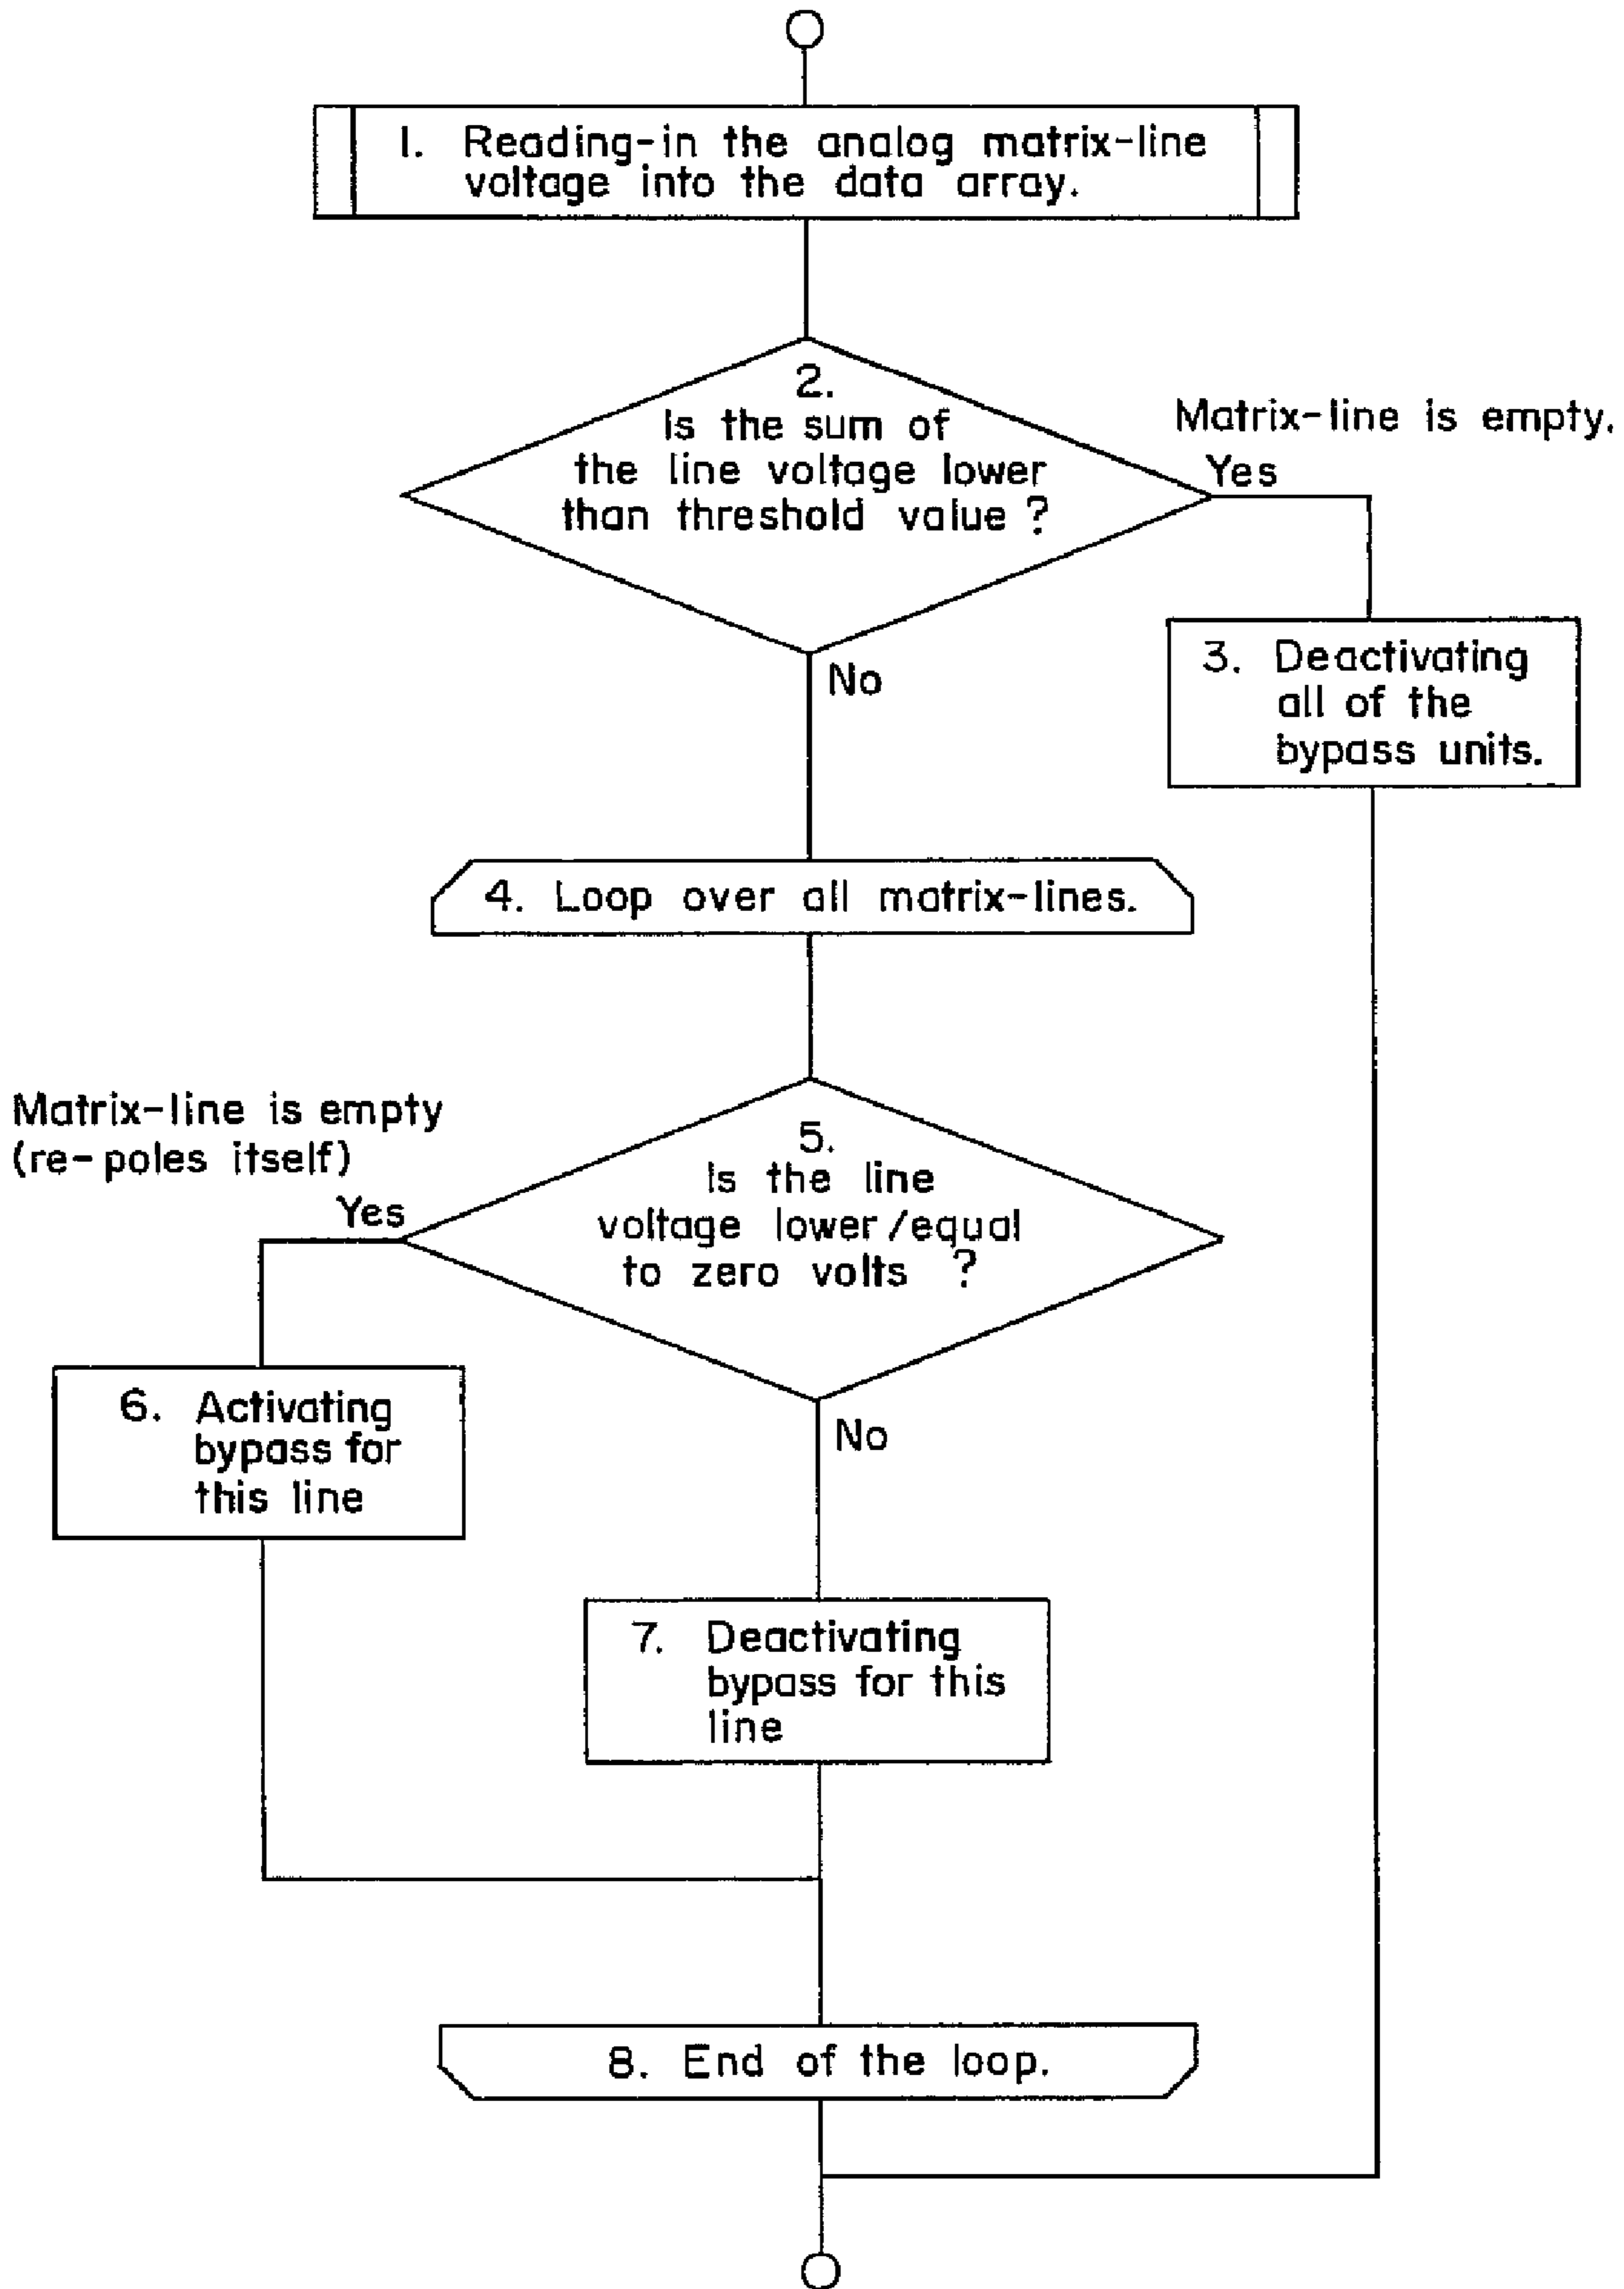 1. Reading-in the analog matrix-line
voltage into the data array.
2.
Is the sum of
the line voltage lower
than threshold value ?
Matrix-line is empty.
Yes
No
3. Deactivating
all of the
bypass units.
4. Loop over all matrix-lines.
Matrix-line is empty
(re-poles itself)
Yes
5.
Is the line
voltage lower/equal
to zero volts ?
No
6. Activating
bypass for
this line
7. Deactivating
bypass for this
line
8. End of the loop.